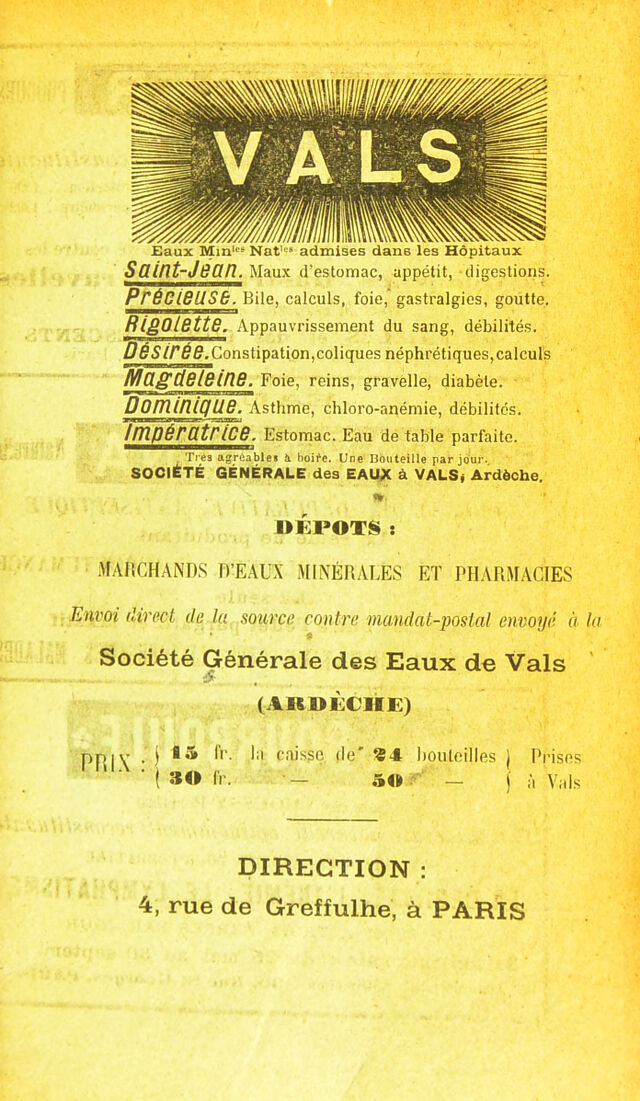 VALS
Eaux Min^les Nat^les admises dans les Hôpitaux
Saint-Jean. Maux d'estomac, appétit, digestions.
Précieuse. Bile, calculs, foie, gastralgies, goutte.
Rigolette. Appauvrissement du sang, débilités.
Désirée. Constipation, coliques néphrétiques, calculs
Magdeleine. Foie, reins, gravelle, diabète.
Dominique. Asthme, chloro-anémie, débilités.
Impératrice. Estomac. Eau de table parfaite.
Très agréables à boire. Une Bouteille par jour.
SOCIÉTÉ GÉNÉRALE des EAUX à VALS, Ardèche.
DÉPOTS :
MARCHANDS D'EAUX MINÉRALES ET PHARMACIES
Envoi direct de la source contre mandat-postal envoyé à la
Société Générale des Eaux de Vals
(ARDÈCHE)
PRIX : { 15 fr. la caisse de 24 bouteilles } Prises
{ 30 fr. — 50 — } à Vals
DIRECTION :
4, rue de Greffulhe, à PARIS